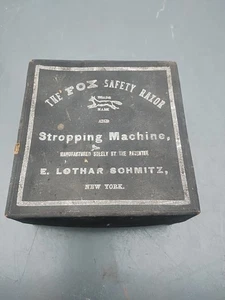 THE FOX SAFETY RAZOR
TRADE
MARK
AND
Stropping Machine,
MANUFACTURED SOLELY BY THE PATENTEE
E. LOTHAR SCHMITZ,
NEW YORK.